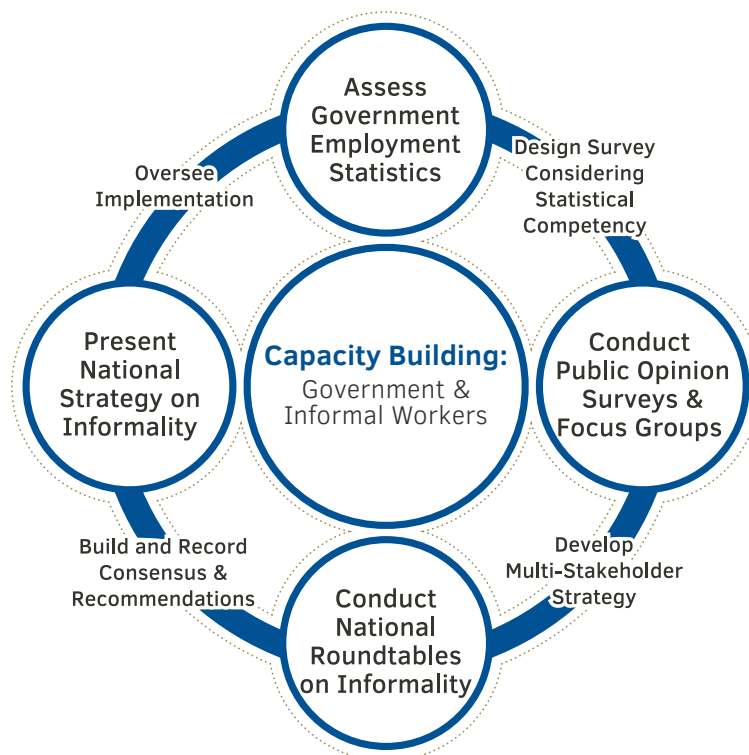 Assess
Government
Employment
Statistics
Design Survey
Considering
Statistical
Competency
Conduct
Public Opinion
Surveys &
Focus Groups
Develop
Multi-Stakeholder
Strategy
Conduct
National
Roundtables
on Informality
Build and Record
Consensus &
Recommendations
Present
National
Strategy on
Informality
Oversee
Implementation
Capacity Building:
Government &
Informal Workers